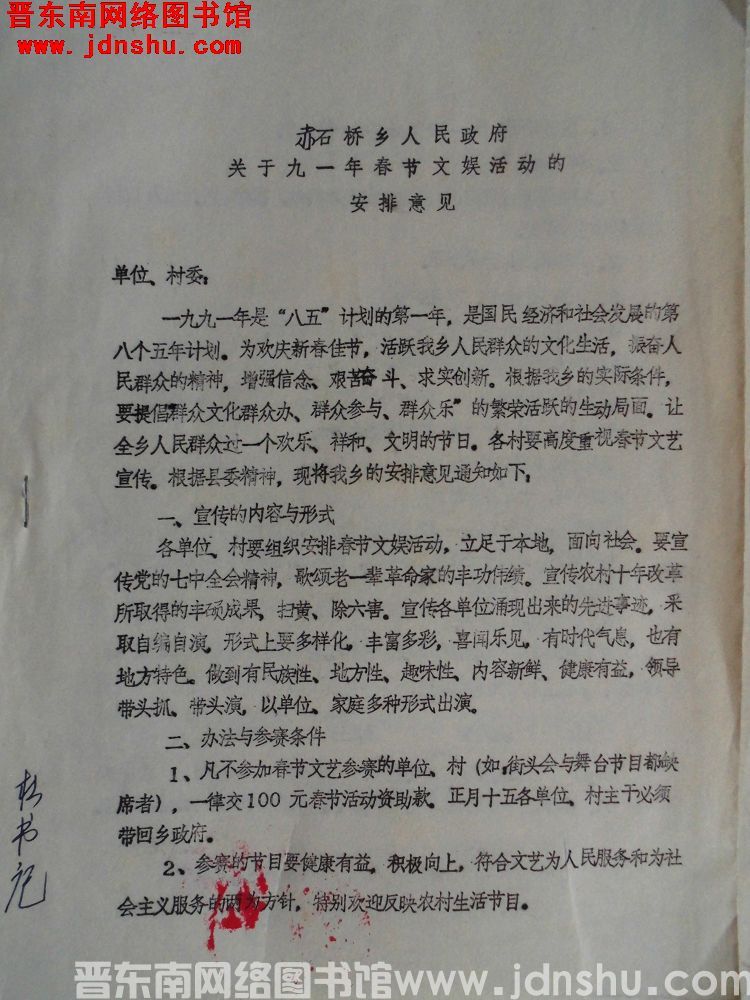 晋东南网络图书馆
www.jdnshu.com
赤石桥乡人民政府
关于九一年春节文娱活动的
安排意见
单位、村委：
一九九一年是“八五”计划的第一年，是国民经济和社会发展的第
八个五年计划。为欢庆新春佳节，活跃我乡人民群众的文化生活，振奋人
民群众的精神，增强信念、艰苦奋斗、求实创新。根据我乡的实际条件，
要提倡“群众文化群众办、群众参与、群众乐”的繁荣活跃的生动局面。让
全乡人民群众过一个欢乐、祥和、文明的节日。各村要高度重视春节文艺
宣传。根据县委精神，现将我乡的安排意见通知如下：
一、宣传的内容与形式
各单位、村要组织安排春节文娱活动，立足于本地，面向社会。要宣
传党的七中全会精神，歌颂老一辈革命家的丰功伟绩。宣传农村十年改革
所取得的丰硕成果、扫黄、除六害。宣传各单位涌现出来的先进事迹，采
取自编自演。形式上要多样化，丰富多彩，喜闻乐见，有时代气息，也有
地方特色。做到有民族性、地方性、趣味性、内容新鲜、健康有益，领导
带头抓、带头演，以单位、家庭多种形式出演。
二、办法与参赛条件
1、凡不参加春节文艺参赛的单位、村（如：街头会与舞台节目都缺
席者），一律交100元春节活动资助款。正月十五各单位、村主干必须
带回乡政府。
2、参赛的节目要健康有益，积极向上，符合文艺为人民服务和为社
会主义服务的两为方针，特别欢迎反映农村生活节目。
杜书记
晋东南网络图书馆www.jdnshu.com